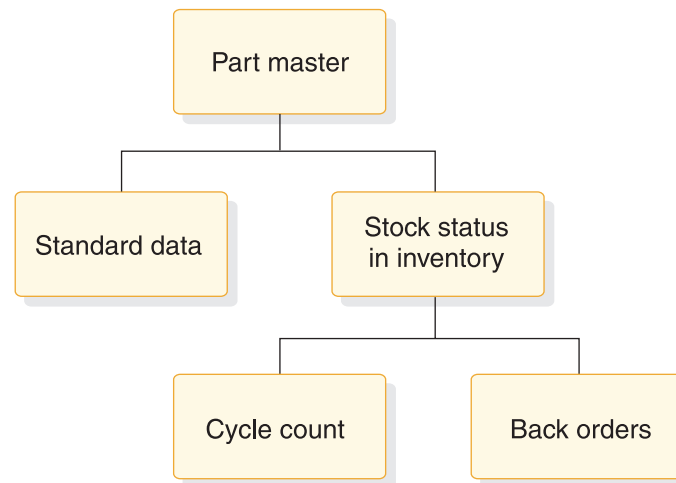 Part master
Standard data
Stock status
in inventory
Cycle count
Back orders